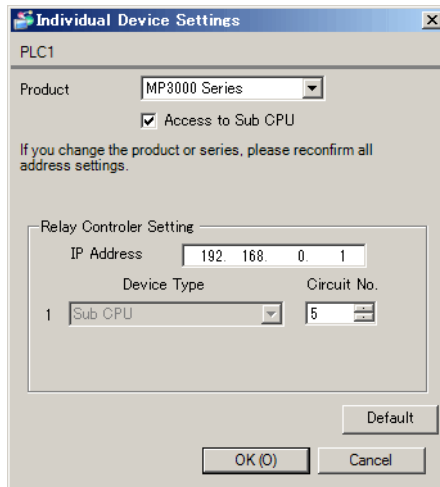 Individual Device Settings
PLC1
Product MP3000 Series
Access to Sub CPU
If you change the product or series, please reconfirm all
address settings.
Relay Controler Setting
IP Address 192. 168. 0. 1
Device Type Circuit No.
1 Sub CPU 5
Default
OK (O) Cancel